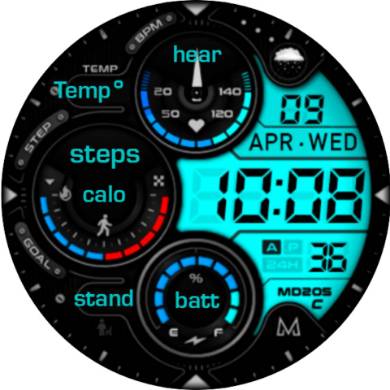 BPM
hear
TEMP
Temp°
20 140
50 120
09
APR · WED
STEP
steps
calo
10:08
A P
24H
36
GOAL
%
stand
batt
MD205
C
E F
M